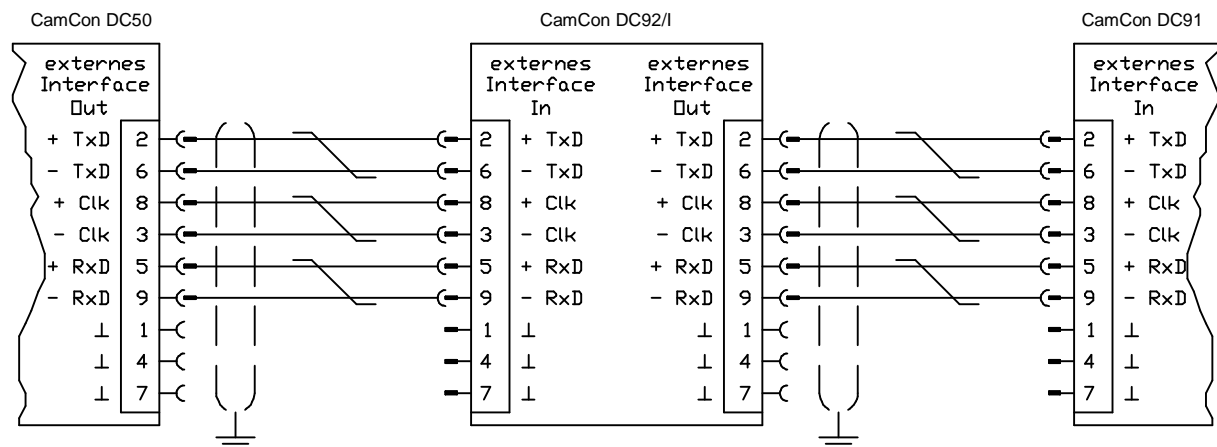 CamCon DC50 CamCon DC92/I CamCon DC91
externes externes externes externes
Interface Interface Interface Interface
Out In Out In
+ TxD 2 2 + TxD + TxD 2 2 + TxD
- TxD 6 6 - TxD - TxD 6 6 - TxD
+ Clk 8 8 + Clk + Clk 8 8 + Clk
- Clk 3 3 - Clk - Clk 3 3 - Clk
+ RxD 5 5 + RxD + RxD 5 5 + RxD
- RxD 9 9 - RxD - RxD 9 9 - RxD
⊥ 1 1 ⊥ ⊥ 1 1 ⊥
⊥ 4 4 ⊥ ⊥ 4 4 ⊥
⊥ 7 7 ⊥ ⊥ 7 7 ⊥